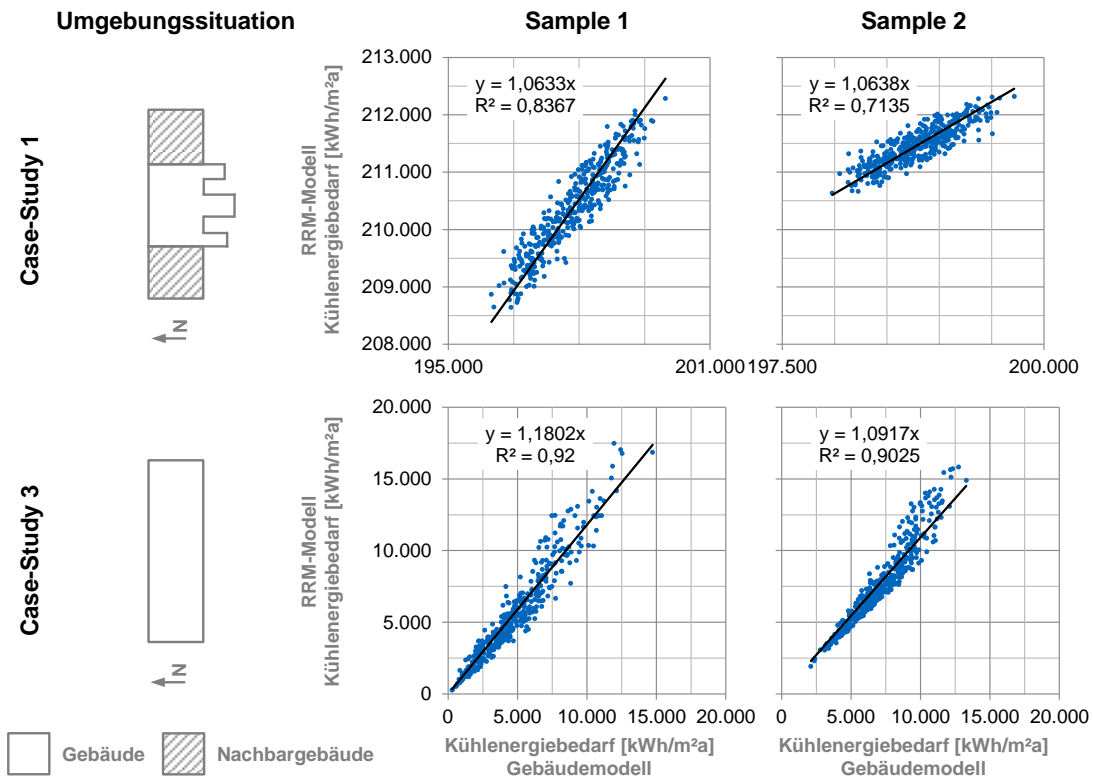 Umgebungssituation
Sample 1
Sample 2
Case-Study 1
N
RRM-Modell
Kühlenergiebedarf [kWh/m²a]
213.000
212.000
211.000
210.000
209.000
208.000
y = 1,0633x
R² = 0,8367
195.000
201.000
y = 1,0638x
R² = 0,7135
197.500
200.000
Case-Study 3
N
RRM-Modell
Kühlenergiebedarf [kWh/m²a]
20.000
15.000
10.000
5.000
0
y = 1,1802x
R² = 0,92
0
5.000
10.000
15.000
20.000
Kühlenergiebedarf [kWh/m²a]
Gebäudemodell
y = 1,0917x
R² = 0,9025
0
5.000
10.000
15.000
20.000
Kühlenergiebedarf [kWh/m²a]
Gebäudemodell
Gebäude
Nachbargebäude